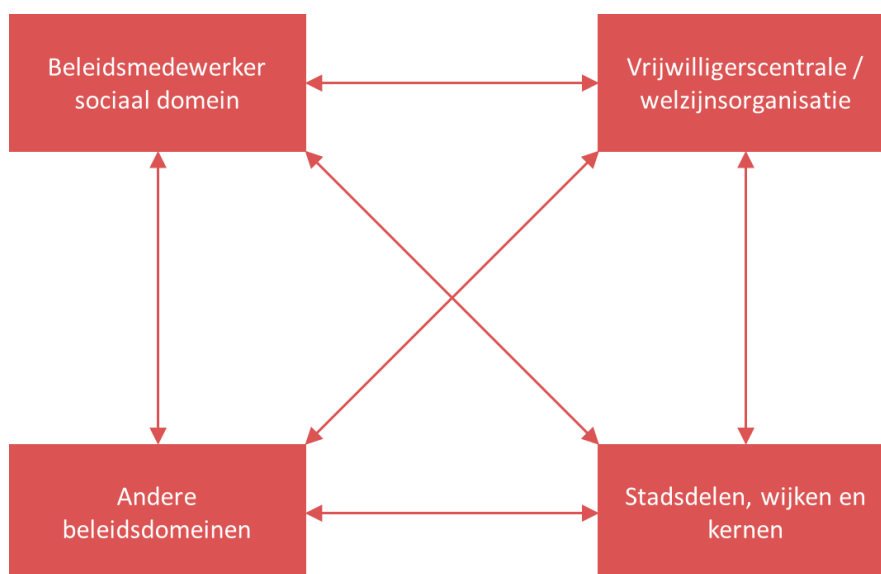 Beleidsmedewerker
sociaal domein
Vrijwilligerscentrale /
welzijnsorganisatie
Andere
beleidsdomeinen
Stadsdelen, wijken en
kernen